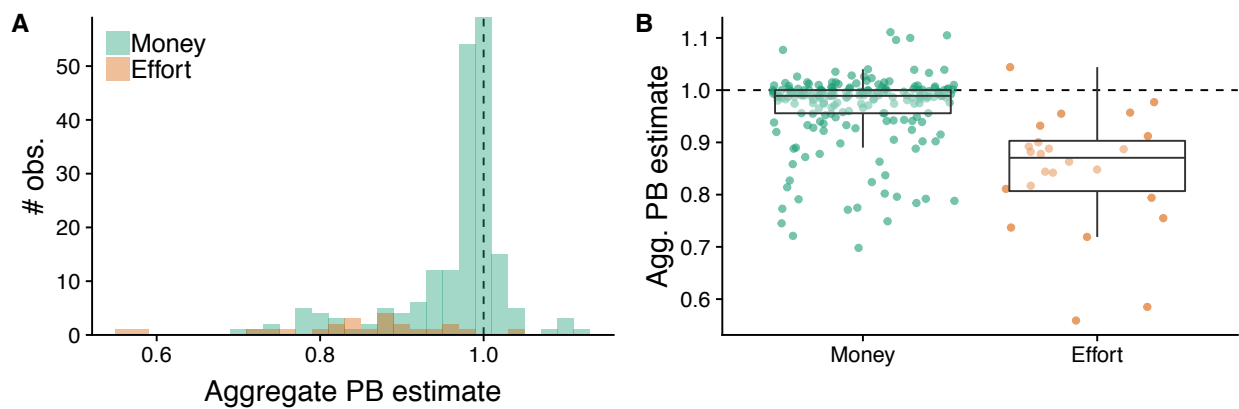 A
Money
Effort
50
40
30
20
10
0
# obs.
0.6
0.8
1.0
Aggregate PB estimate
B
1.1
1.0
0.9
0.8
0.7
0.6
Agg. PB estimate
Money
Effort